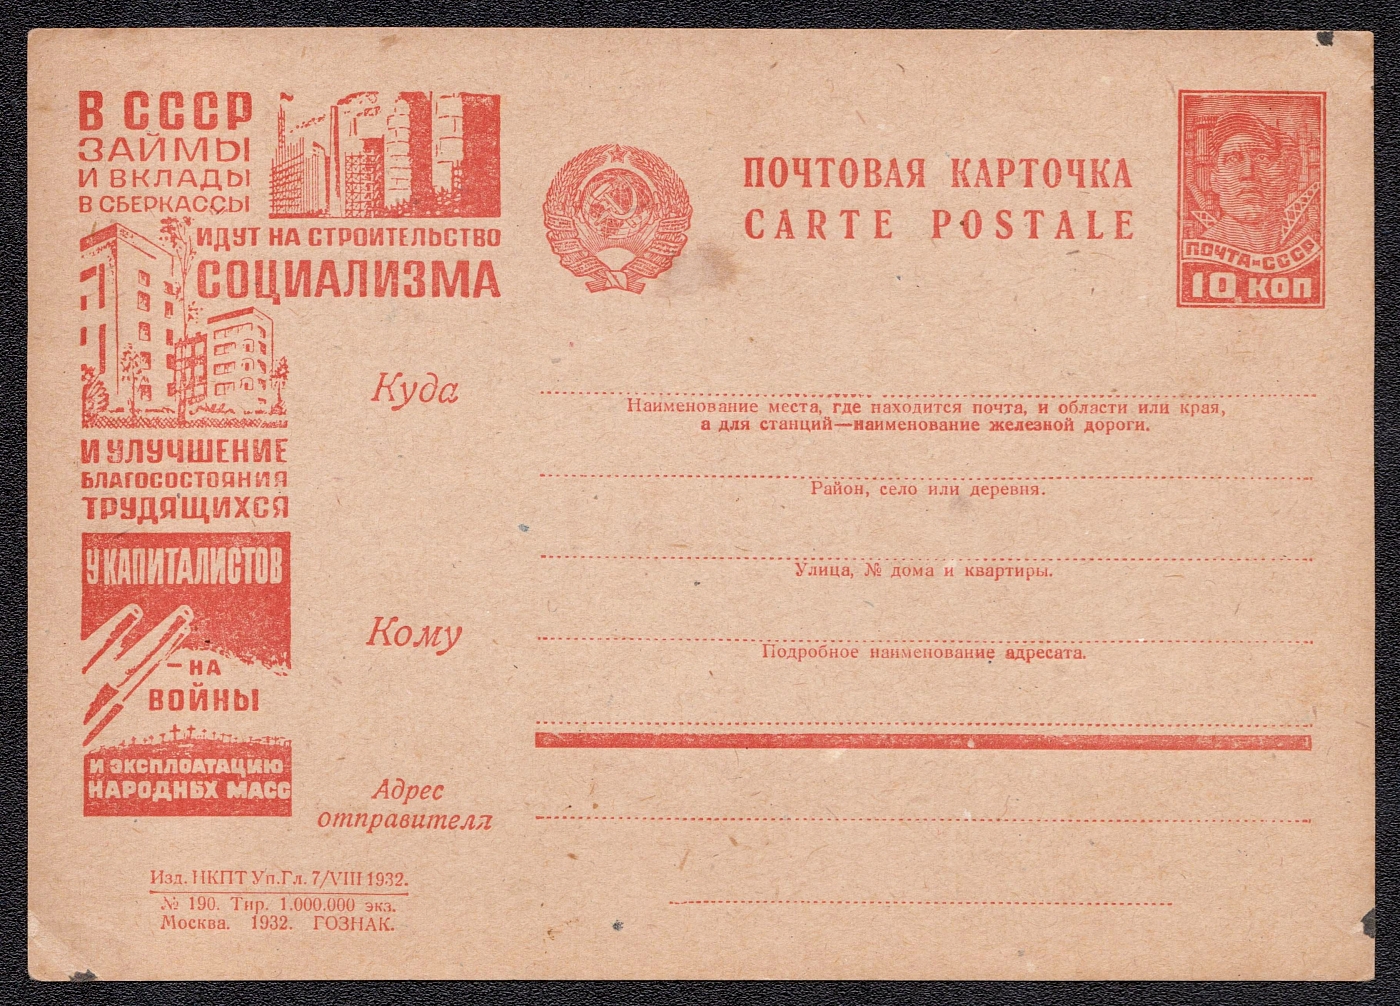 В СССР
ЗАЙМЫ
И ВКЛАДЫ
В СБЕРКАССЫ
ИДУТ НА СТРОИТЕЛЬСТВО
СОЦИАЛИЗМА
И УЛУЧШЕНИЕ
БЛАГОСОСТОЯНИЯ
ТРУДЯЩИХСЯ
У КАПИТАЛИСТОВ
—НА
ВОЙНЫ
И ЭКСПЛОАТАЦИЮ
НАРОДНЫХ МАСС
ПОЧТОВАЯ КАРТОЧКА
CARTE POSTALE
ПОЧТА СССР
10 КОП
Куда
Наименование места, где находится почта, и области или края,
а для станций—наименование железной дороги.
Район, село или деревня.
Улица, № дома и квартиры.
Кому
Подробное наименование адресата.
Адрес
отправителя
Изд. НКПТ Уп.Гл. 7/VIII 1932.
№ 190. Тир. 1.000.000 экз.
Москва. 1932. ГОЗНАК.